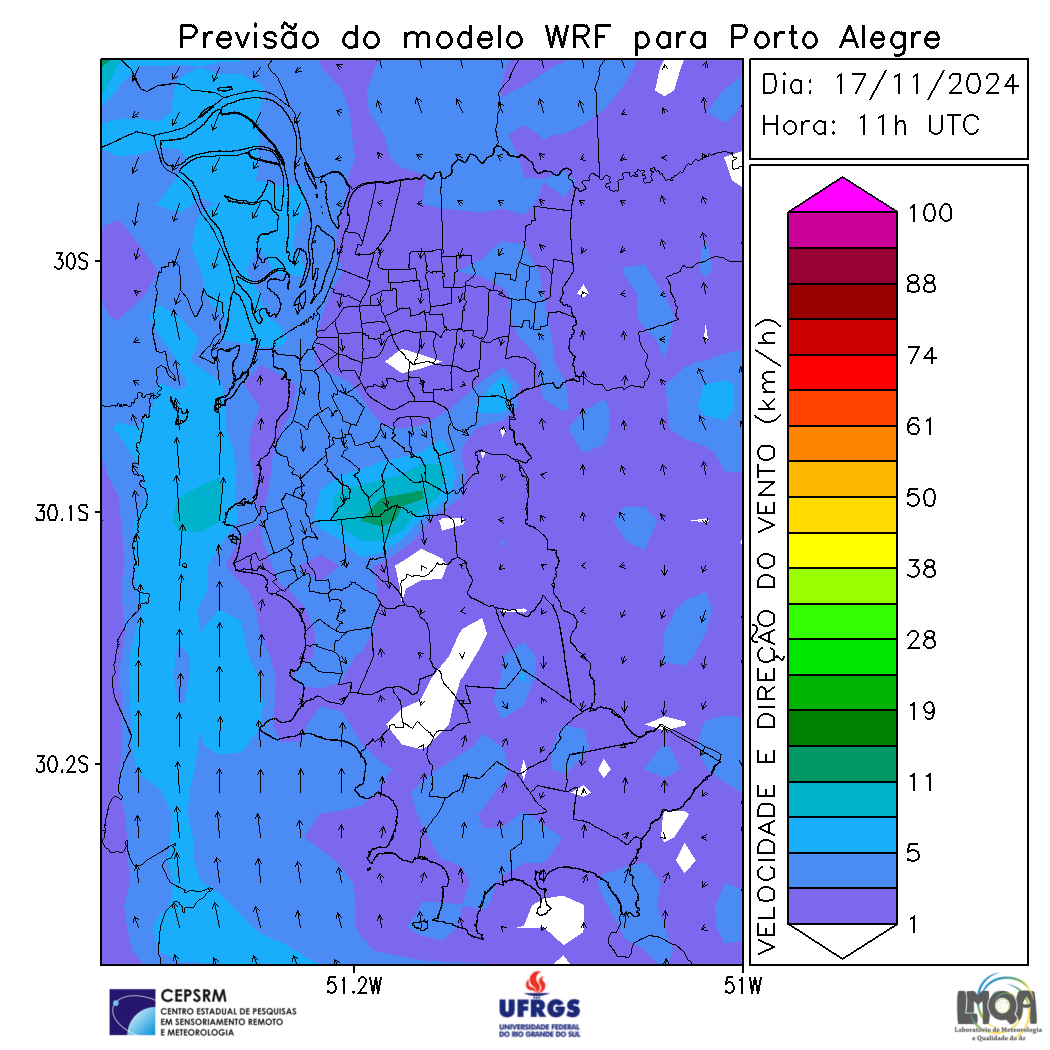 Previsão do modelo WRF para Porto Alegre
Dia: 17/11/2024
Hora: 11h UTC
30S
30.1S
30.2S
51.2W
51W
VELOCIDADE E DIREÇÃO DO VENTO (km/h)
100
88
74
61
50
38
28
19
11
5
1
CEPSRM
CENTRO ESTADUAL DE PESQUISAS
EM SENSORIAMENTO REMOTO
E METEOROLOGIA
UFRGS
UNIVERSIDADE FEDERAL
DO RIO GRANDE DO SUL
LMQA
Laboratório de Meteorologia
e Qualidade do Ar